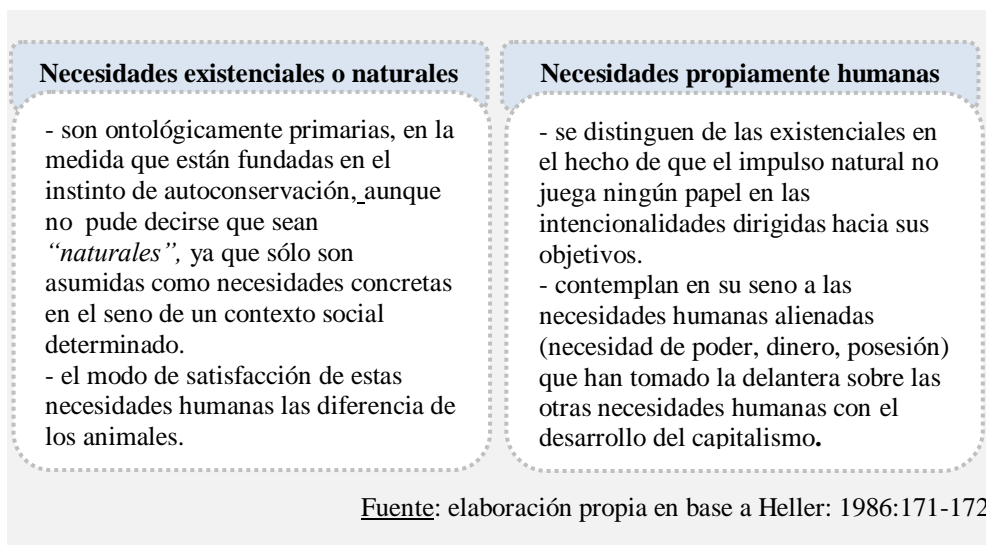 Necesidades existenciales o naturales
- son ontológicamente primarias, en la
medida que están fundadas en el
instinto de autoconservación, aunque
no pude decirse que sean
“naturales”, ya que sólo son
asumidas como necesidades concretas
en el seno de un contexto social
determinado.
- el modo de satisfacción de estas
necesidades humanas las diferencia de
los animales.
Necesidades propiamente humanas
- se distinguen de las existenciales en
el hecho de que el impulso natural no
juega ningún papel en las
intencionalidades dirigidas hacia sus
objetivos.
- contemplan en su seno a las
necesidades humanas alienadas
(necesidad de poder, dinero, posesión)
que han tomado la delantera sobre las
otras necesidades humanas con el
desarrollo del capitalismo.
Fuente: elaboración propia en base a Heller: 1986:171-172